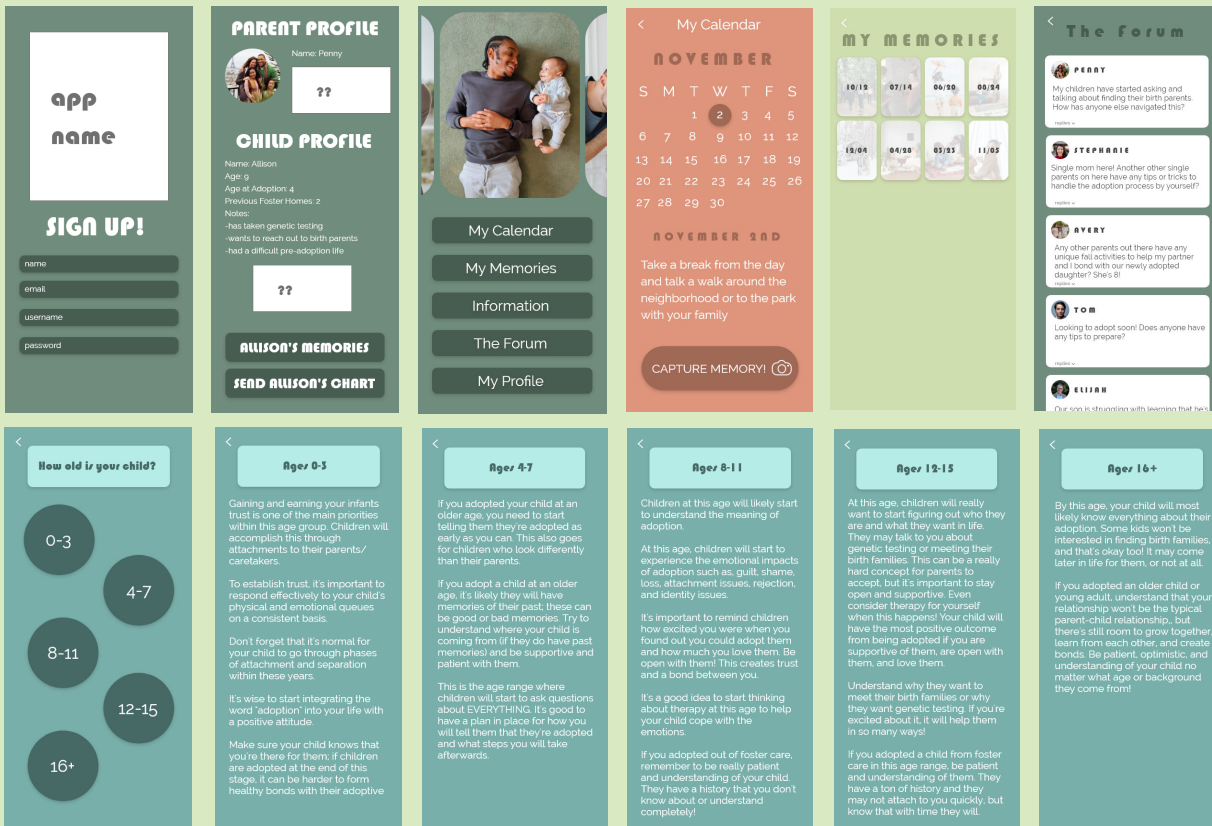 app
name
SIGN UP!
name
email
username
password
PARENT PROFILE
Name: Penny
??
CHILD PROFILE
Name: Allison
Age: 9
Age at Adoption: 4
Previous Foster Homes: 2
Notes:
-has taken genetic testing
-wants to reach out to birth parents
-had a difficult pre-adoption life
??
ALLISON'S MEMORIES
SEND ALLISON'S CHART
My Calendar
My Memories
Information
The Forum
My Profile
My Calendar
NOVEMBER
S M T W T F S
1 2 3 4 5
6 7 8 9 10 11 12
13 14 15 16 17 18 19
20 21 22 23 24 25 26
27 28 29 30
NOVEMBER 2ND
Take a break from the day
and talk a walk around the
neighborhood or to the park
with your family
CAPTURE MEMORY!
MY MEMORIES
10/12 07/14 06/20 08/24
12/04 04/28 03/23 11/05
The Forum
PENNY
My children have started asking and
talking about finding their birth parents.
How has anyone else navigated this?
replies
STEPHANIE
Single mom here! Another other single
parents on here have any tips or tricks to
handle the adoption process by yourself?
replies
AVERY
Any other parents out there have any
unique fall activities to help my partner
and I bond with our newly adopted
daughter? She's 8!
replies
TOM
Looking to adopt soon! Does anyone have
any tips to prepare?
replies
ELIJAH
Our son is struggling with learning that he's
How old is your child?
0-3
4-7
8-11
12-15
16+
Ages 0-3
Gaining and earning your infants
trust is one of the main priorities
within this age group. Children will
accomplish this through
attachments to their parents/
caretakers.
To establish trust, it's important to
respond effectively to your child's
physical and emotional queues
on a consistent basis.
Don't forget that it's normal for
your child to go through phases
of attachment and separation
within these years.
It's wise to start integrating the
word "adoption" into your life with
a positive attitude.
Make sure your child knows that
you're there for them; if children
are adopted at the end of this
stage, it can be harder to form
healthy bonds with their adoptive
Ages 4-7
If you adopted your child at an
older age, you need to start
telling them they're adopted as
early as you can. This also goes
for children who look differently
than their parents.
If you adopt a child at an older
age, it's likely they will have
memories of their past; these can
be good or bad memories. Try to
understand where your child is
coming from (if they do have past
memories) and be supportive and
patient with them.
This is the age range where
children will start to ask questions
about EVERYTHING. It's good to
have a plan in place for how you
will tell them that they're adopted
and what steps you will take
afterwards.
Ages 8-11
Children at this age will likely start
to understand the meaning of
adoption.
At this age, children will start to
experience the emotional impacts
of adoption such as, guilt, shame,
loss, attachment issues, rejection,
and identity issues.
It's important to remind children
how excited you were when you
found out you could adopt them
and how much you love them. Be
open with them! This creates trust
and a bond between you.
It's a good idea to start thinking
about therapy at this age to help
your child cope with the
emotions.
If you adopted out of foster care,
remember to be really patient
and understanding of your child.
They have a history that you don't
know about or understand
completely!
Ages 12-15
At this age, children will really
want to start figuring out who they
are and what they want in life.
They may talk to you about
genetic testing or meeting their
birth families. This can be a really
hard concept for parents to
accept, but it's important to stay
open and supportive. Even
consider therapy for yourself
when this happens! Your child will
have the most positive outcome
from being adopted if you are
supportive of them, are open with
them, and love them.
Understand why they want to
meet their birth families or why
they want genetic testing. If you're
excited about it, it will help them
in so many ways!
If you adopted a child from foster
care in this age range, be patient
and understanding of them. They
have a ton of history and they
may not attach to you quickly, but
know that with time they will.
Ages 16+
By this age, your child will most
likely know everything about their
adoption. Some kids won't be
interested in finding birth families,
and that's okay too! It may come
later in life for them, or not at all.
If you adopted an older child or
young adult, understand that your
relationship won't be the typical
parent-child relationship,, but
there's still room to grow together,
learn from each other, and create
bonds. Be patient, optimistic, and
understanding of your child no
matter what age or background
they come from!